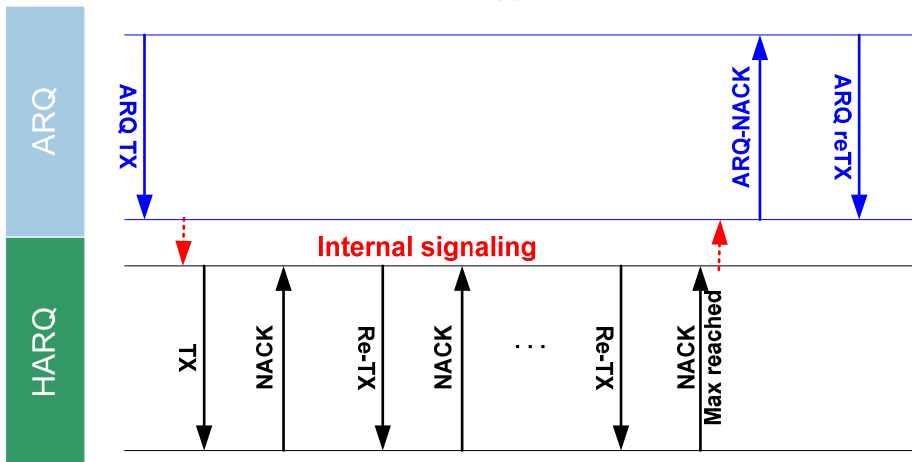 ARQ
ARQ TX
ARQ-NACK
ARQ reTX
Internal signaling
HARQ
TX
NACK
Re-TX
NACK
...
Re-TX
NACK
Max reached